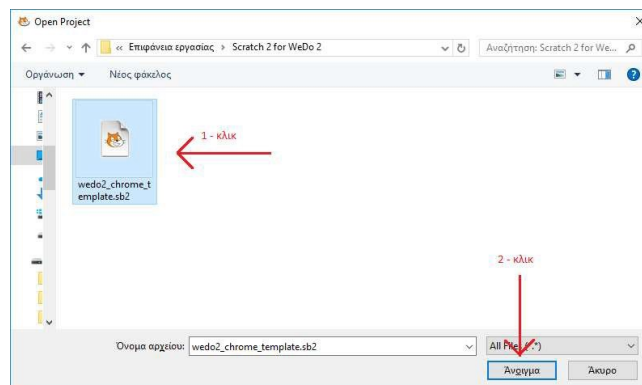 Open Project
« Επιφάνεια εργασίας › Scratch 2 for WeDo 2
Αναζήτηση: Scratch 2 for We...
Οργάνωση
Νέος φάκελος
1 - κλικ
wedo2_chrome_t
emplate.sb2
2 - κλικ
Όνομα αρχείου: wedo2_chrome_template.sb2
All Files (*.*)
Άνοιγμα
Άκυρο